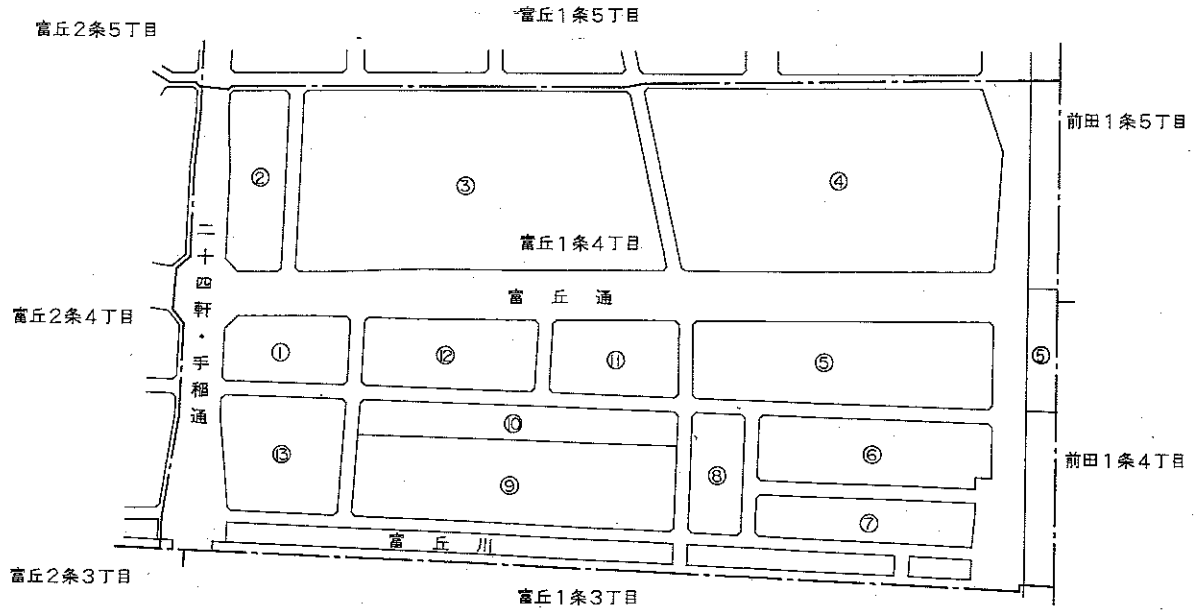 富丘2条5丁目
富丘1条5丁目
前田1条5丁目
②
③
④
富丘1条4丁目
二十四軒・手稲通
富丘通
富丘2条4丁目
①
⑫
⑪
⑤
⑤
⑩
⑬
⑨
⑧
⑥
前田1条4丁目
⑦
富丘川
富丘2条3丁目
富丘1条3丁目